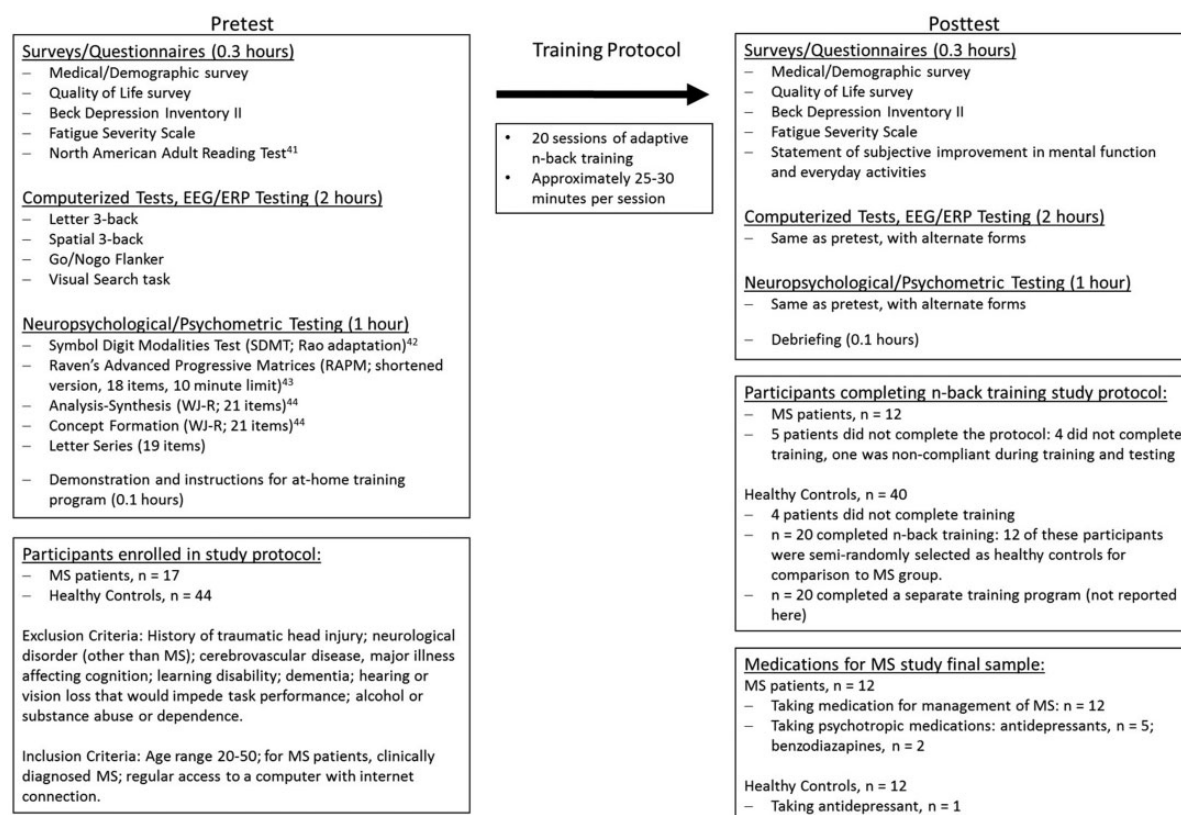 Pretest
Surveys/Questionnaires (0.3 hours)
– Medical/Demographic survey
– Quality of Life survey
– Beck Depression Inventory II
– Fatigue Severity Scale
– North American Adult Reading Test41
Computerized Tests, EEG/ERP Testing (2 hours)
– Letter 3-back
– Spatial 3-back
– Go/Nogo Flanker
– Visual Search task
Neuropsychological/Psychometric Testing (1 hour)
– Symbol Digit Modalities Test (SDMT; Rao adaptation)42
– Raven's Advanced Progressive Matrices (RAPM; shortened
version, 18 items, 10 minute limit)43
– Analysis-Synthesis (WJ-R; 21 items)44
– Concept Formation (WJ-R; 21 items)44
– Letter Series (19 items)
– Demonstration and instructions for at-home training
program (0.1 hours)
Participants enrolled in study protocol:
– MS patients, n = 17
– Healthy Controls, n = 44
Exclusion Criteria: History of traumatic head injury; neurological
disorder (other than MS); cerebrovascular disease, major illness
affecting cognition; learning disability; dementia; hearing or
vision loss that would impede task performance; alcohol or
substance abuse or dependence.
Inclusion Criteria: Age range 20-50; for MS patients, clinically
diagnosed MS; regular access to a computer with internet
connection.
Training Protocol
• 20 sessions of adaptive
n-back training
• Approximately 25-30
minutes per session
Posttest
Surveys/Questionnaires (0.3 hours)
– Medical/Demographic survey
– Quality of Life survey
– Beck Depression Inventory II
– Fatigue Severity Scale
– Statement of subjective improvement in mental function
and everyday activities
Computerized Tests, EEG/ERP Testing (2 hours)
– Same as pretest, with alternate forms
Neuropsychological/Psychometric Testing (1 hour)
– Same as pretest, with alternate forms
– Debriefing (0.1 hours)
Participants completing n-back training study protocol:
– MS patients, n = 12
– 5 patients did not complete the protocol: 4 did not complete
training, one was non-compliant during training and testing
Healthy Controls, n = 40
– 4 patients did not complete training
– n = 20 completed n-back training: 12 of these participants
were semi-randomly selected as healthy controls for
comparison to MS group.
– n = 20 completed a separate training program (not reported
here)
Medications for MS study final sample:
MS patients, n = 12
– Taking medication for management of MS: n = 12
– Taking psychotropic medications: antidepressants, n = 5;
benzodiazapines, n = 2
Healthy Controls, n = 12
– Taking antidepressant, n = 1